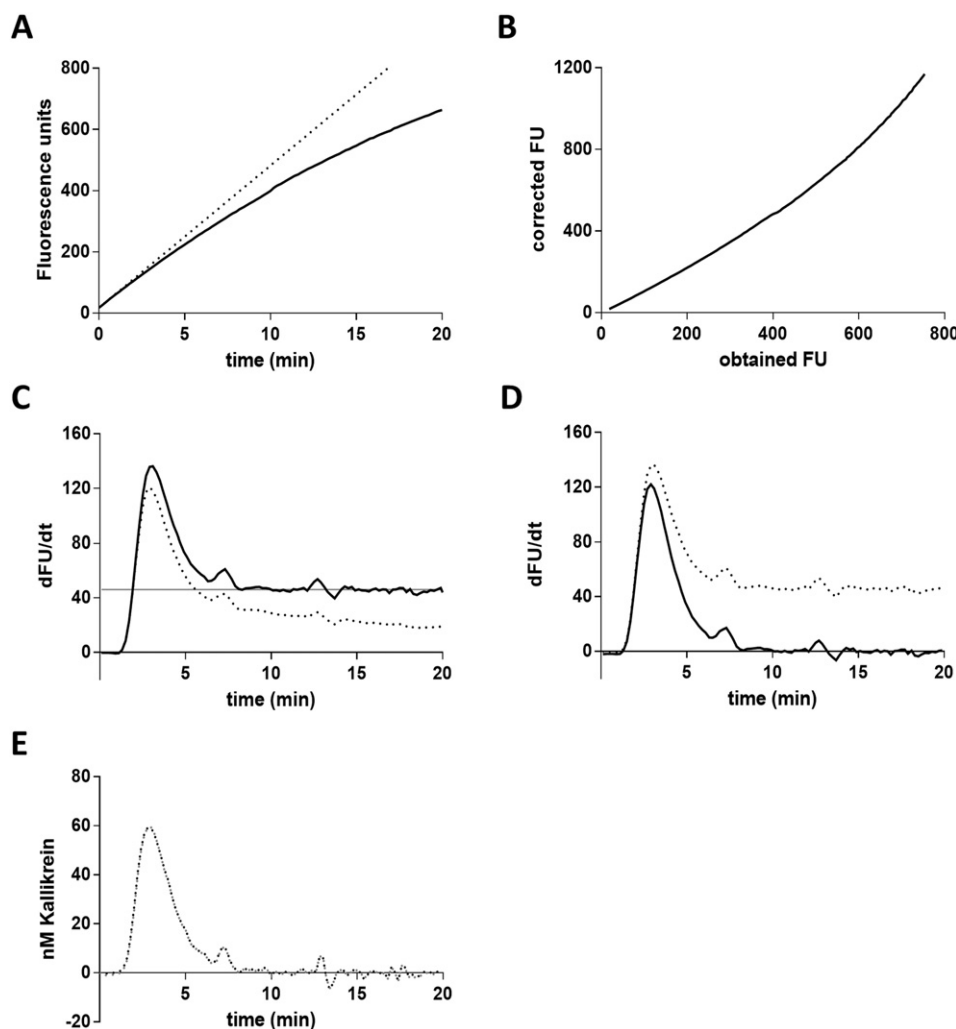 A
B
800
600
400
200
0
Fluorescence units
0 5 10 15 20
time (min)
1200
800
400
0
corrected FU
0 200 400 600 800
obtained FU
C
D
160
120
80
40
0
dFU/dt
5 10 15 20
time (min)
160
120
80
40
0
dFU/dt
5 10 15 20
time (min)
E
80
60
40
20
0
-20
nM Kallikrein
5 10 15 20
time (min)